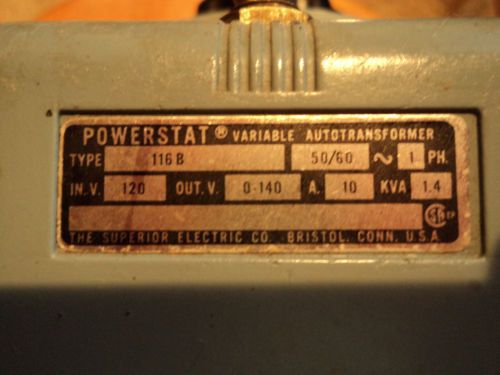 POWERSTAT® VARIABLE AUTOTRANSFORMER
TYPE 116B 50/60 ~ 1 PH.
IN. V. 120 OUT. V. 0-140 A. 10 KVA 1.4
THE SUPERIOR ELECTRIC CO. BRISTOL, CONN. U.S.A.